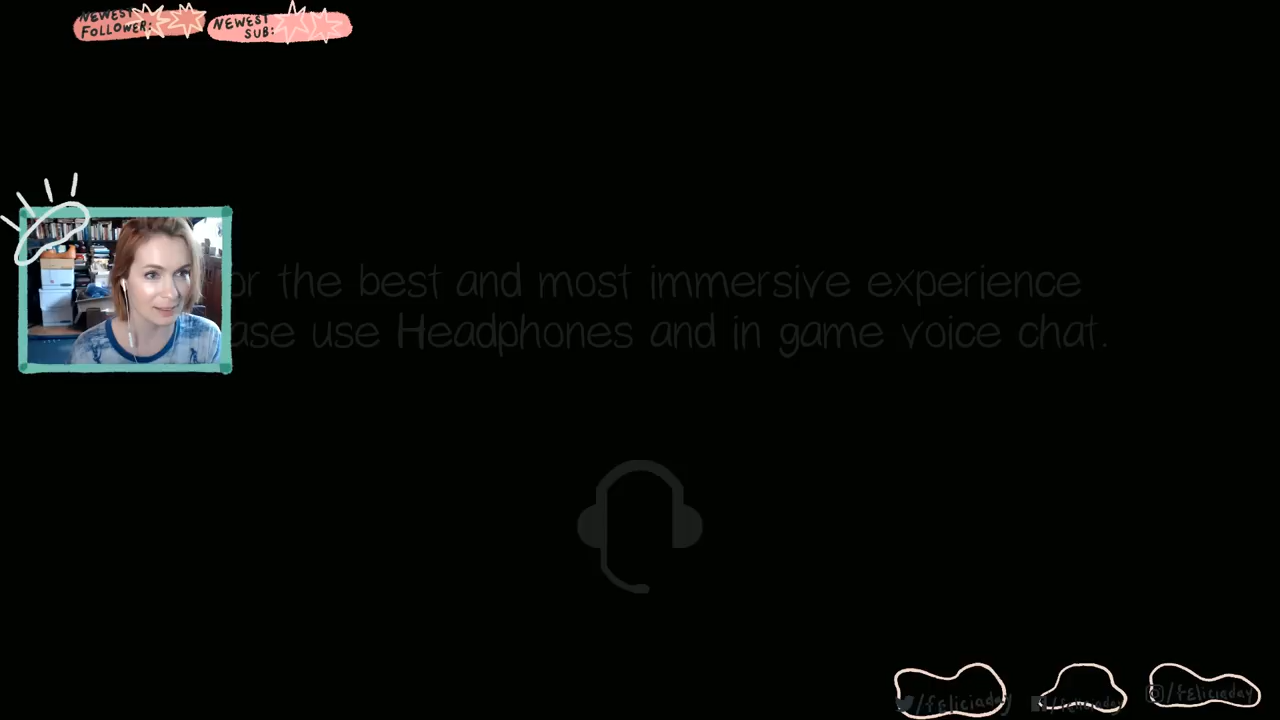 NEWEST
FOLLOWER:
NEWEST
SUB:
or the best and most immersive experience
ase use Headphones and in game voice chat.
/feliciaday
/feliciaday
/feliciaday